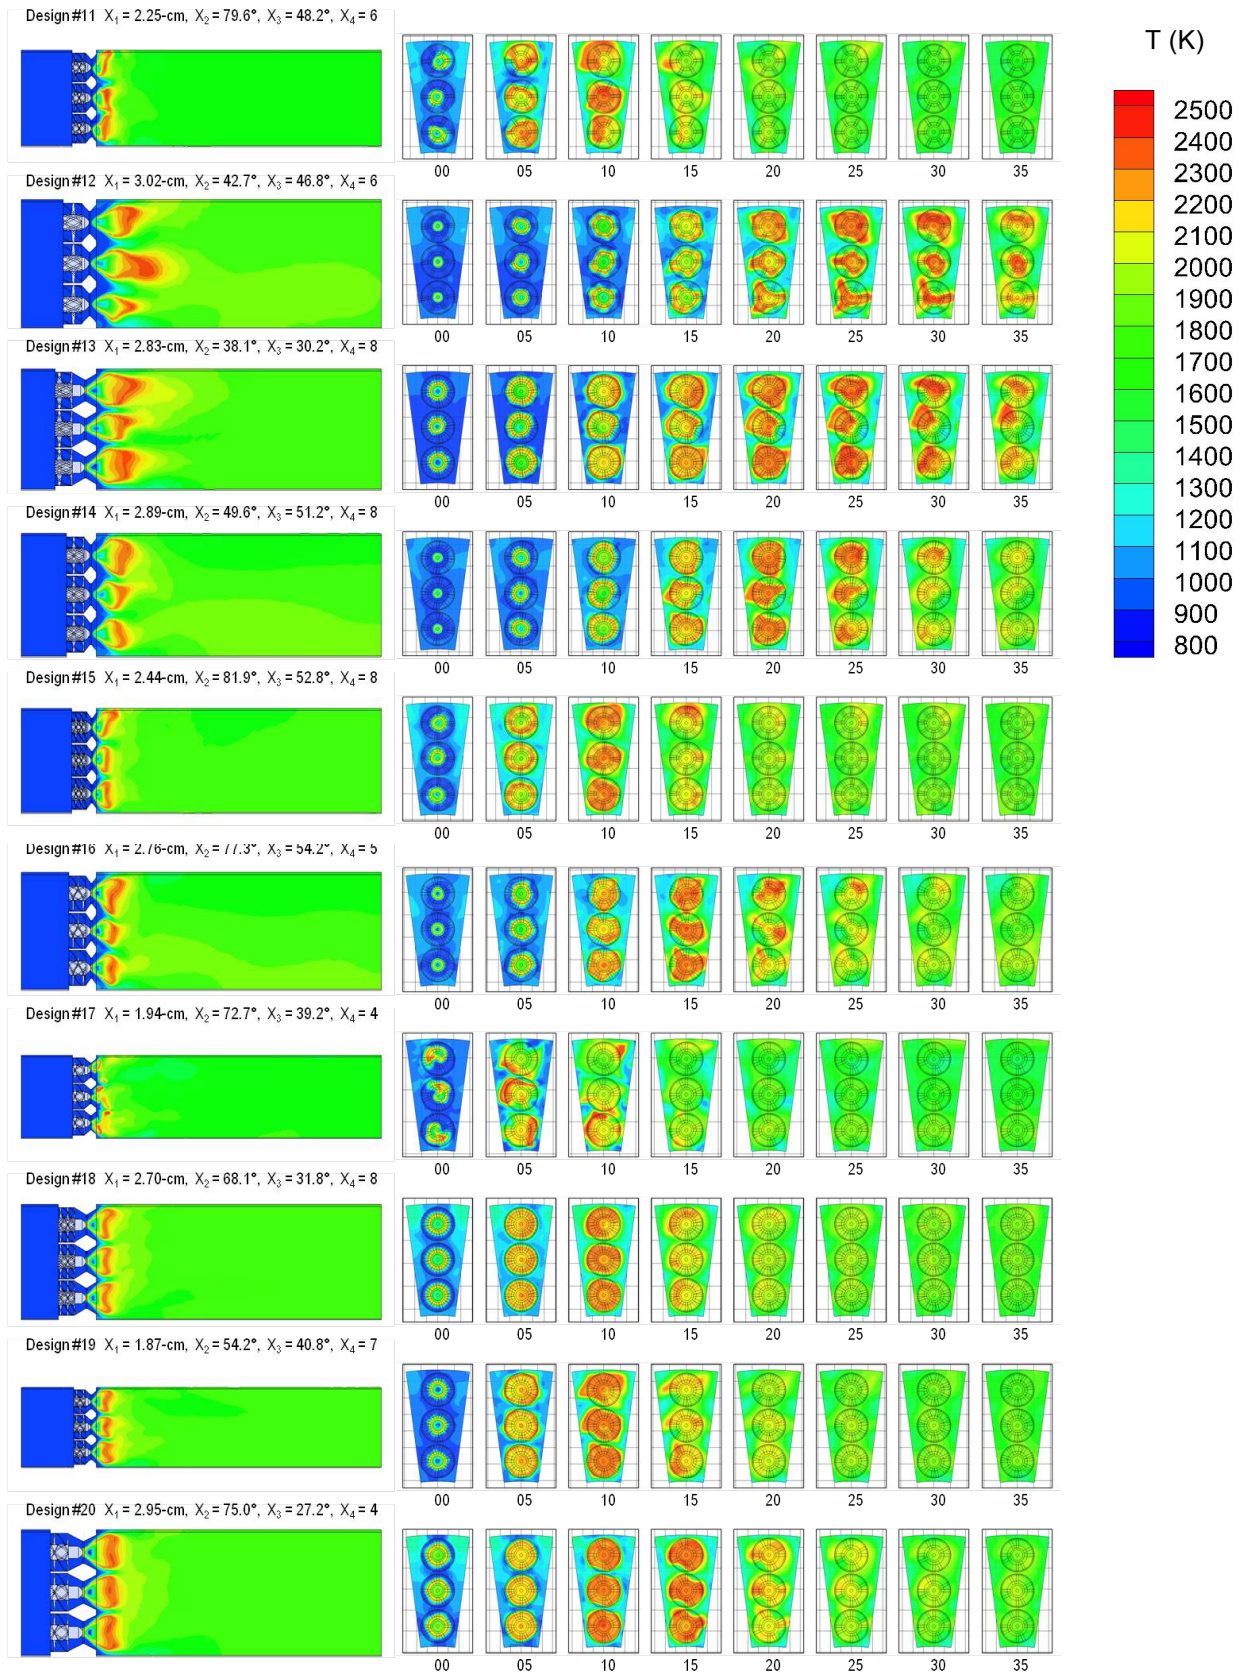 Design #11 X₁ = 2.25-cm, X₂ = 79.6°, X₃ = 48.2°, X₄ = 6
T (K)
00 05 10 15 20 25 30 35
Design #12 X₁ = 3.02-cm, X₂ = 42.7°, X₃ = 46.8°, X₄ = 6
00 05 10 15 20 25 30 35
Design #13 X₁ = 2.83-cm, X₂ = 38.1°, X₃ = 30.2°, X₄ = 8
00 05 10 15 20 25 30 35
Design #14 X₁ = 2.89-cm, X₂ = 49.6°, X₃ = 51.2°, X₄ = 8
00 05 10 15 20 25 30 35
Design #15 X₁ = 2.44-cm, X₂ = 81.9°, X₃ = 52.8°, X₄ = 8
00 05 10 15 20 25 30 35
Design #16 X₁ = 2.76-cm, X₂ = 77.3°, X₃ = 54.2°, X₄ = 5
00 05 10 15 20 25 30 35
Design #17 X₁ = 1.94-cm, X₂ = 72.7°, X₃ = 39.2°, X₄ = 4
00 05 10 15 20 25 30 35
Design #18 X₁ = 2.70-cm, X₂ = 68.1°, X₃ = 31.8°, X₄ = 8
00 05 10 15 20 25 30 35
Design #19 X₁ = 1.87-cm, X₂ = 54.2°, X₃ = 40.8°, X₄ = 7
00 05 10 15 20 25 30 35
Design #20 X₁ = 2.95-cm, X₂ = 75.0°, X₃ = 27.2°, X₄ = 4
00 05 10 15 20 25 30 35
2500
2400
2300
2200
2100
2000
1900
1800
1700
1600
1500
1400
1300
1200
1100
1000
900
800